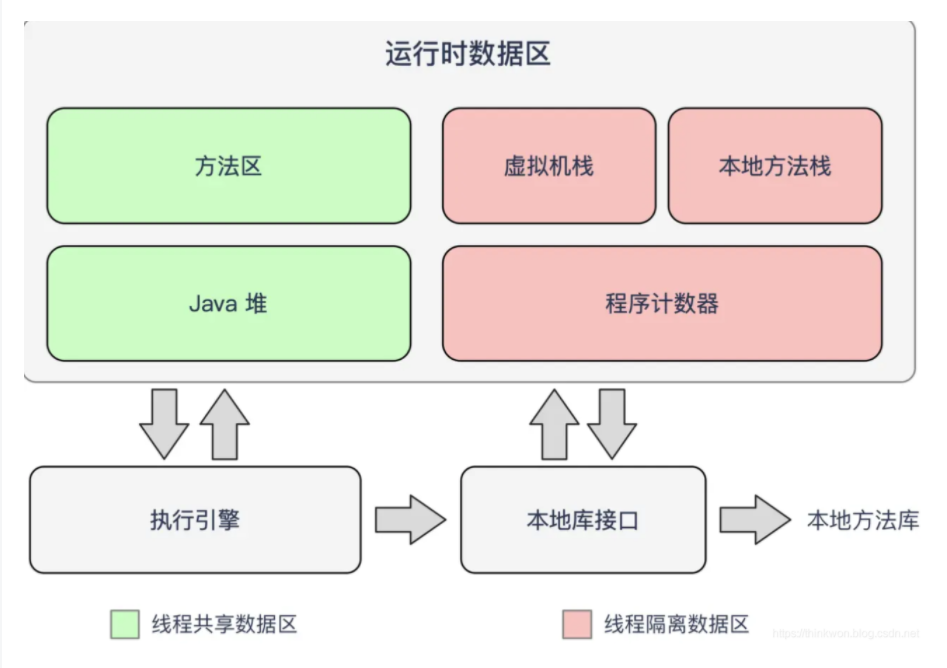 运行时数据区
方法区
虚拟机栈
本地方法栈
Java 堆
程序计数器
执行引擎
本地库接口
本地方法库
线程共享数据区
线程隔离数据区
https://thinkwon.blog.csdn.net